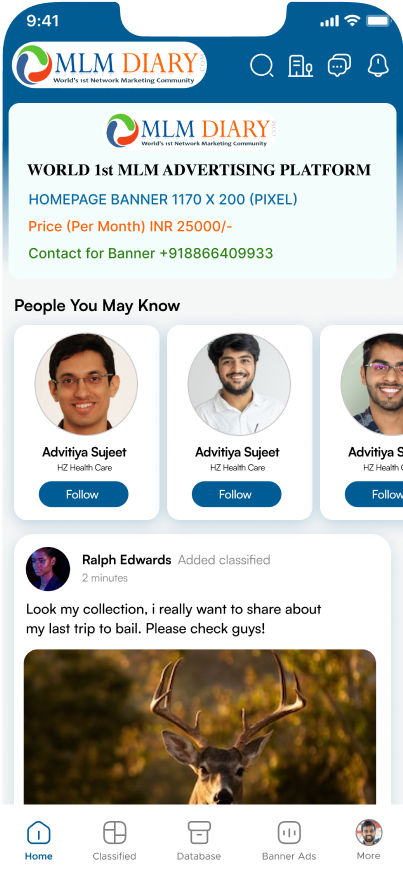 9:41
MLM DIARY.COM
World's 1st Network Marketing Community
MLM DIARY.COM
World's 1st Network Marketing Community
WORLD 1st MLM ADVERTISING PLATFORM
HOMEPAGE BANNER 1170 X 200 (PIXEL)
Price (Per Month) INR 25000/-
Contact for Banner +918866409933
People You May Know
Advitiya Sujeet
HZ Health Care
Follow
Advitiya Sujeet
HZ Health Care
Follow
Advitiya S
HZ Health
Follow
Ralph Edwards Added classified
2 minutes
Look my collection, i really want to share about
my last trip to bail. Please check guys!
Home
Classified
Database
Banner Ads
More